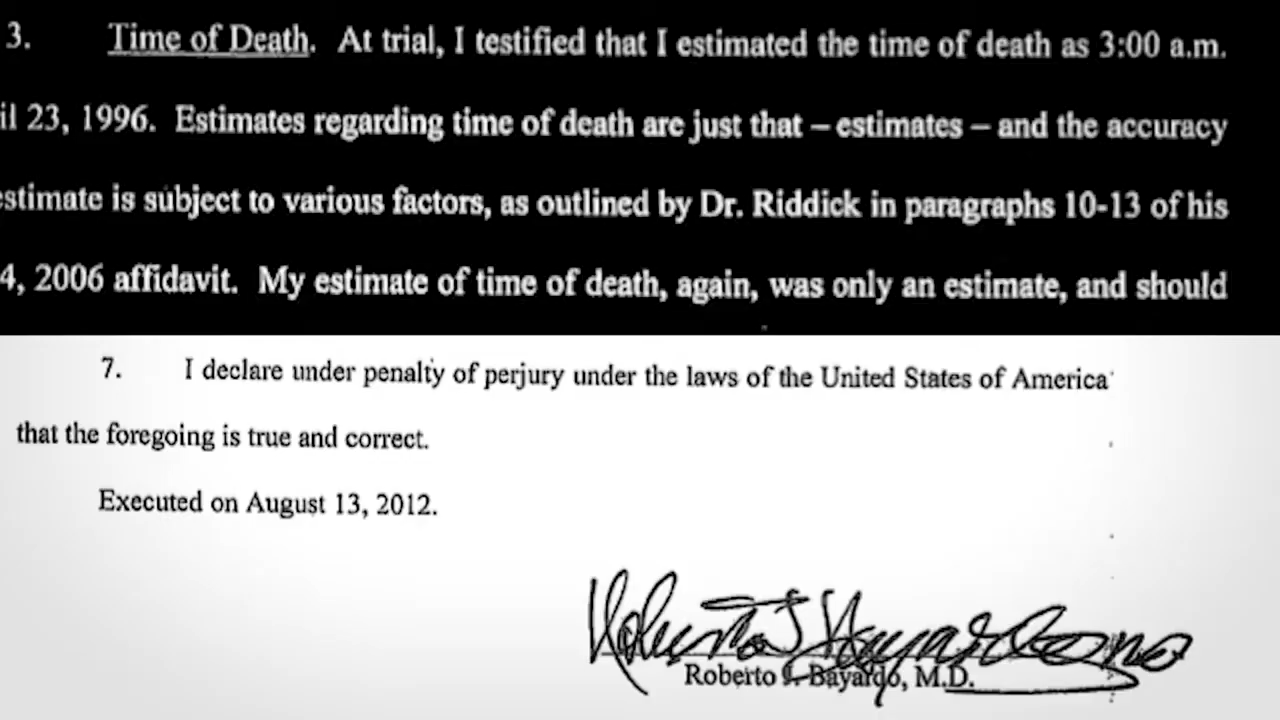 3. Time of Death. At trial, I testified that I estimated the time of death as 3:00 a.m.
il 23, 1996. Estimates regarding time of death are just that – estimates – and the accuracy
estimate is subject to various factors, as outlined by Dr. Riddick in paragraphs 10-13 of his
4, 2006 affidavit. My estimate of time of death, again, was only an estimate, and should
7. I declare under penalty of perjury under the laws of the United States of America
that the foregoing is true and correct.
Executed on August 13, 2012.
Roberto J. Bayardo, M.D.